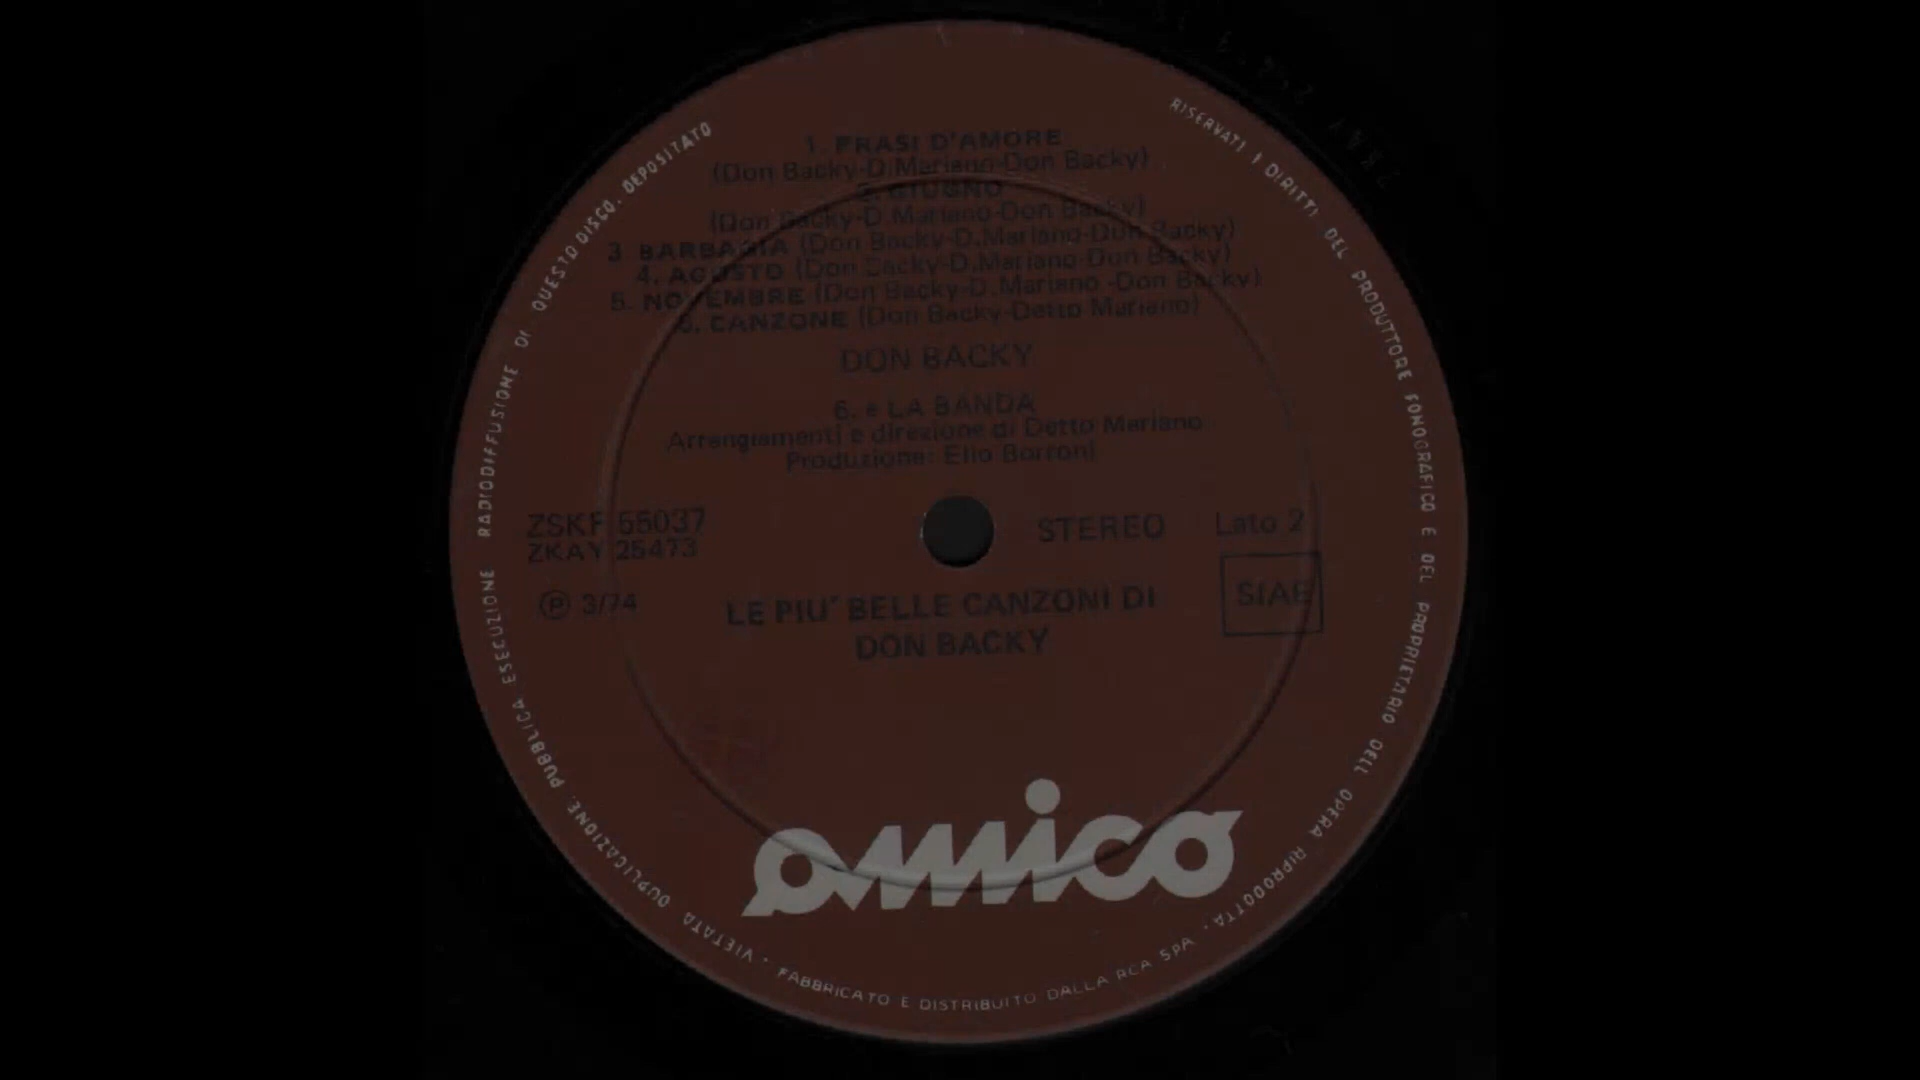 1. FRASI D'AMORE
(Don Backy-D.Mariano-Don Backy)
2. GIUGNO
(Don Backy-D.Mariano-Don Backy)
3. BARBAGIA (Don Backy-D.Mariano-Don Backy)
4. AGOSTO (Don Backy-D.Mariano-Don Backy)
5. NOVEMBRE (Don Backy-D.Mariano -Don Backy)
6. CANZONE (Don Backy-Detto Mariano)
DON BACKY
6. e LA BANDA
Arrangiamenti e direzione di Detto Mariano
Produzione: Elio Borroni
ZSKF 55037
ZKAY 25473
STEREO
Lato 2
Ⓟ 3/74
SIAE
LE PIU' BELLE CANZONI DI
DON BACKY
amico
RISERVATI I DIRITTI DEL PRODUTTORE FONOGRAFICO E DEL PROPRIETARIO DELL OPERA RIPRODOTTA. FABBRICATO E DISTRIBUITO DALLA RCA SPA · VIETATA DUPLICAZIONE, PUBBLICA ESECUZIONE RADIODIFFUSIONE DI QUESTO DISCO. DEPOSITATO